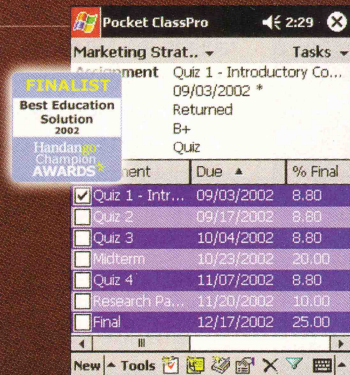 Pocket ClassPro 2:29
Marketing Strat.. Tasks
Assignment Quiz 1 - Introductory Co...
09/03/2002 *
Returned
B+
Quiz
FINALIST
Best Education
Solution
2002
Handango
Champion
AWARDS
ent Due % Final
Quiz 1 - Intr... 09/03/2002 8.80
Quiz 2 09/17/2002 8.80
Quiz 3 10/04/2002 8.80
Midterm 10/23/2002 20.00
Quiz 4 11/07/2002 8.80
Research Pa... 11/20/2002 10.00
Final 12/17/2002 25.00
New Tools